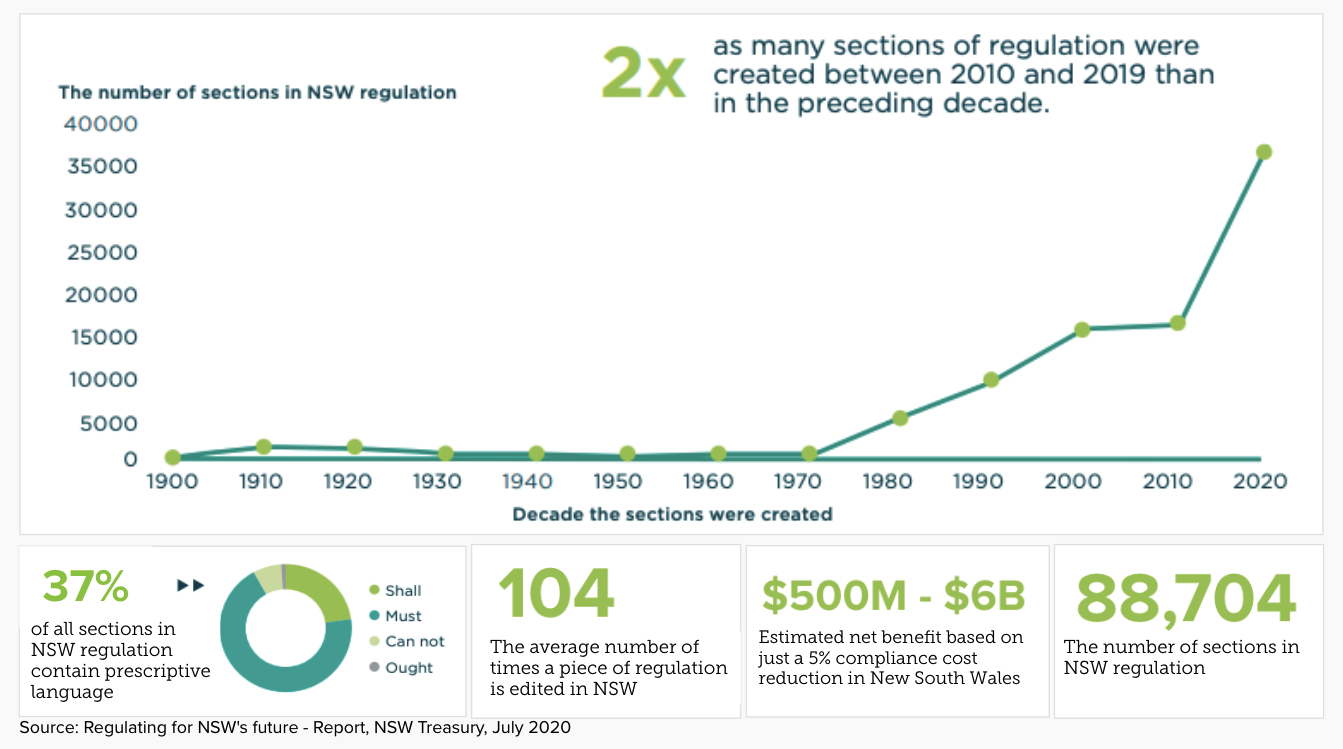 2x
as many sections of regulation were
created between 2010 and 2019 than
in the preceding decade.
The number of sections in NSW regulation
40000
35000
30000
25000
20000
15000
10000
5000
0
1900 1910 1920 1930 1940 1950 1960 1970 1980 1990 2000 2010 2020
Decade the sections were created
37%
of all sections in
NSW regulation
contain prescriptive
language
Shall
Must
Can not
Ought
104
The average number of
times a piece of regulation
is edited in NSW
$500M - $6B
Estimated net benefit based on
just a 5% compliance cost
reduction in New South Wales
88,704
The number of sections in
NSW regulation
Source: Regulating for NSW's future - Report, NSW Treasury, July 2020